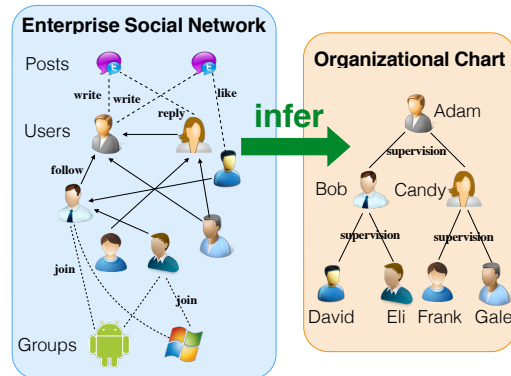 Enterprise Social Network
Posts
write
write
like
reply
Users
follow
join
join
Groups
infer
Organizational Chart
Adam
supervision
Bob
Candy
supervision
supervision
David
Eli
Frank
Gale